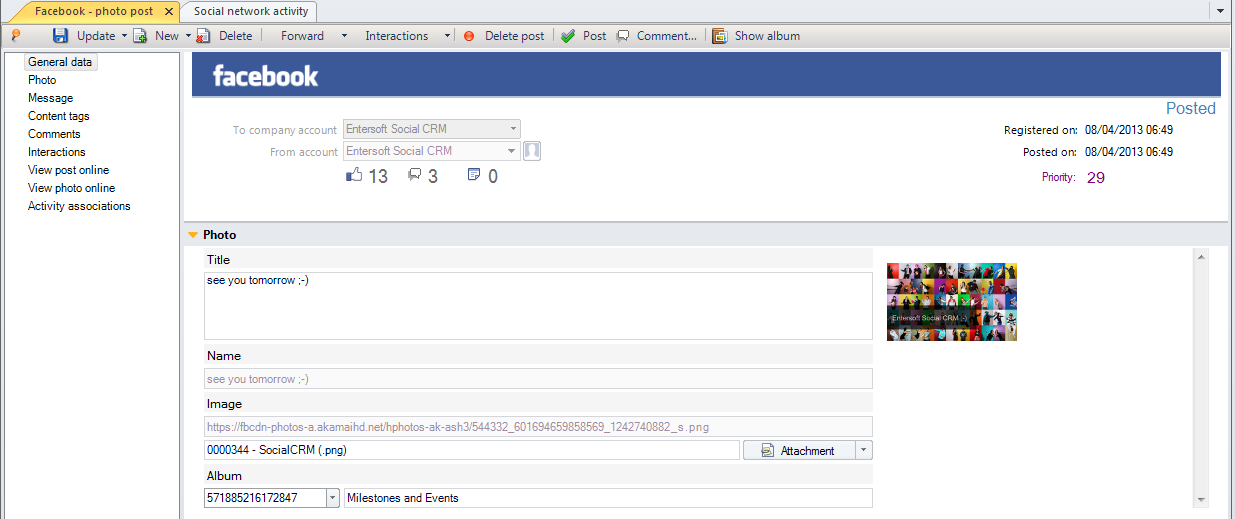 Facebook - photo post
Social network activity
Update New Delete Forward Interactions Delete post Post Comment... Show album
General data
Photo
Message
Content tags
Comments
Interactions
View post online
View photo online
Activity associations
facebook
Posted
To company account Entersoft Social CRM
Registered on: 08/04/2013 06:49
From account Entersoft Social CRM
Posted on: 08/04/2013 06:49
13 3 0
Priority: 29
Photo
Title
see you tomorrow ;-)
Entersoft Social CRM ;-)
Name
see you tomorrow ;-)
Image
https://fbcdn-photos-a.akamaihd.net/hphotos-ak-ash3/544332_601694659858569_1242740882_s.png
0000344 - SocialCRM (.png) Attachment
Album
571885216172847 Milestones and Events